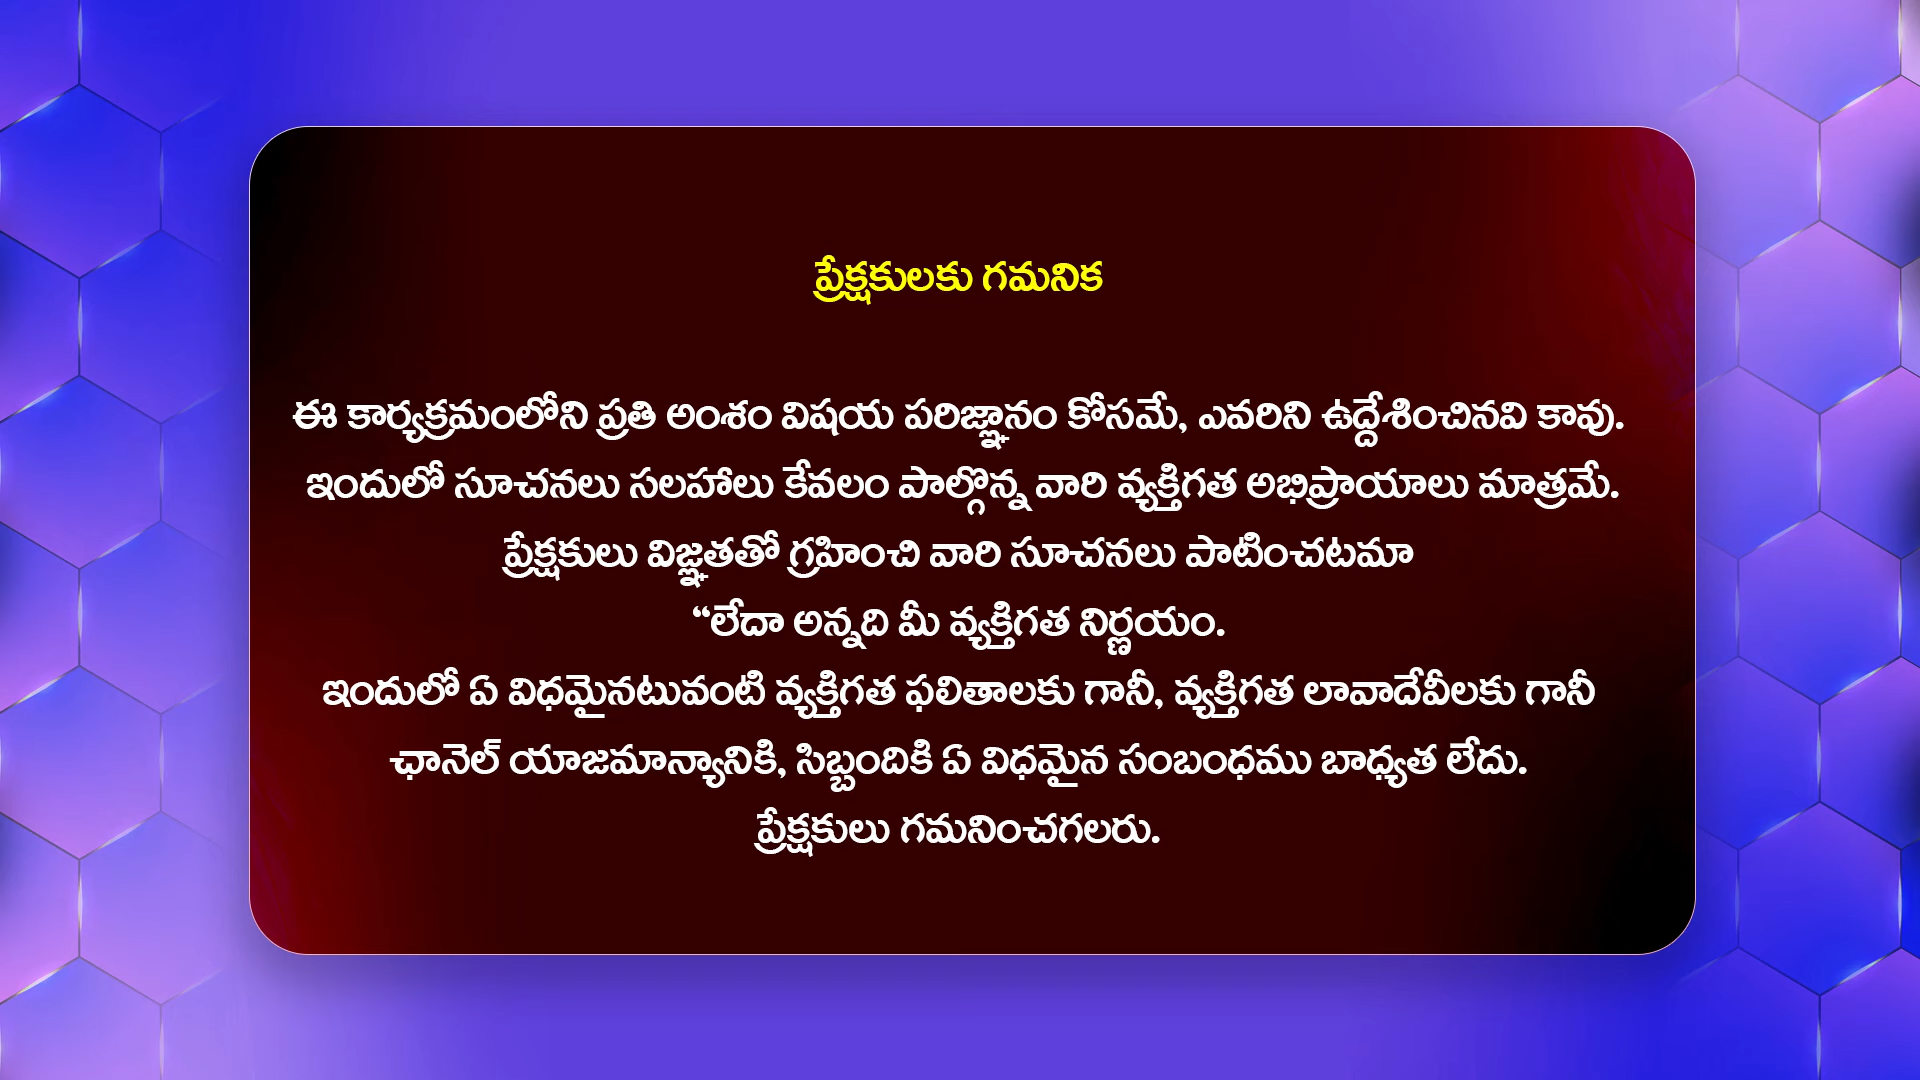 ప్రేక్షకులకు గమనిక
ఈ కార్యక్రమంలోని ప్రతి అంశం విషయ పరిజ్ఞానం కోసమే, ఎవరిని ఉద్దేశించినవి కావు.
ఇందులో సూచనలు సలహాలు కేవలం పాల్గొన్న వారి వ్యక్తిగత అభిప్రాయాలు మాత్రమే.
ప్రేక్షకులు విజ్ఞతతో గ్రహించి వారి సూచనలు పాటించటమా
“లేదా అన్నది మీ వ్యక్తిగత నిర్ణయం.
ఇందులో ఏ విధమైనటువంటి వ్యక్తిగత ఫలితాలకు గానీ, వ్యక్తిగత లావాదేవీలకు గానీ
ఛానెల్ యాజమాన్యానికి, సిబ్బందికి ఏ విధమైన సంబంధము బాధ్యత లేదు.
ప్రేక్షకులు గమనించగలరు.